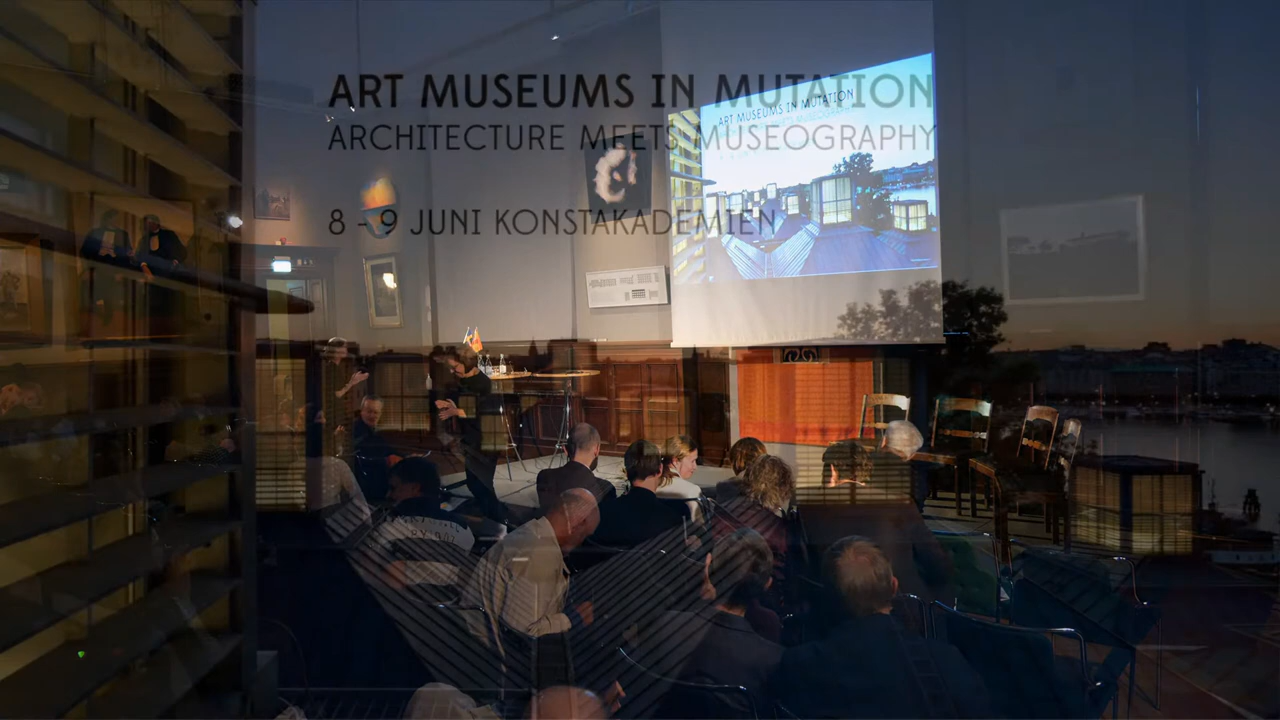 ART MUSEUMS IN MUTATION
ARCHITECTURE MEETS MUSEOGRAPHY
8 - 9 JUNI KONSTAKADEMIEN
ART MUSEUMS IN MUTATION